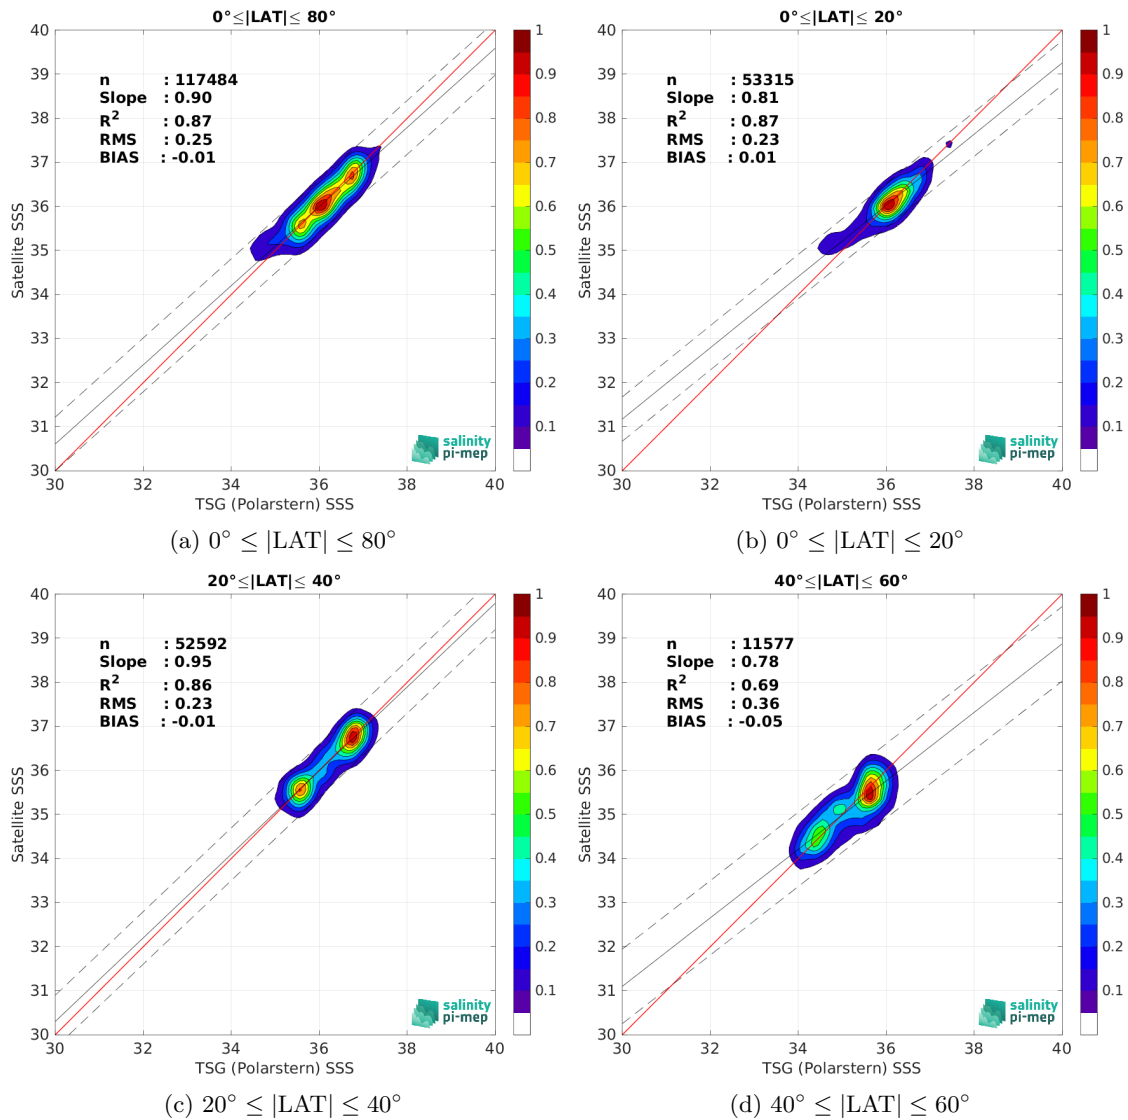 0°≤|LAT|≤ 80°
40
39
38
37
36
35
34
33
32
31
30
Satellite SSS
n : 117484
Slope : 0.90
R² : 0.87
RMS : 0.25
BIAS : -0.01
salinity
pi-mep
30 32 34 36 38 40
TSG (Polarstern) SSS
1
0.9
0.8
0.7
0.6
0.5
0.4
0.3
0.2
0.1
(a) 0° ≤ |LAT| ≤ 80°
0°≤|LAT|≤ 20°
40
39
38
37
36
35
34
33
32
31
30
Satellite SSS
n : 53315
Slope : 0.81
R² : 0.87
RMS : 0.23
BIAS : 0.01
salinity
pi-mep
30 32 34 36 38 40
TSG (Polarstern) SSS
1
0.9
0.8
0.7
0.6
0.5
0.4
0.3
0.2
0.1
(b) 0° ≤ |LAT| ≤ 20°
20°≤|LAT|≤ 40°
40
39
38
37
36
35
34
33
32
31
30
Satellite SSS
n : 52592
Slope : 0.95
R² : 0.86
RMS : 0.23
BIAS : -0.01
salinity
pi-mep
30 32 34 36 38 40
TSG (Polarstern) SSS
1
0.9
0.8
0.7
0.6
0.5
0.4
0.3
0.2
0.1
(c) 20° ≤ |LAT| ≤ 40°
40°≤|LAT|≤ 60°
40
39
38
37
36
35
34
33
32
31
30
Satellite SSS
n : 11577
Slope : 0.78
R² : 0.69
RMS : 0.36
BIAS : -0.05
salinity
pi-mep
30 32 34 36 38 40
TSG (Polarstern) SSS
1
0.9
0.8
0.7
0.6
0.5
0.4
0.3
0.2
0.1
(d) 40° ≤ |LAT| ≤ 60°